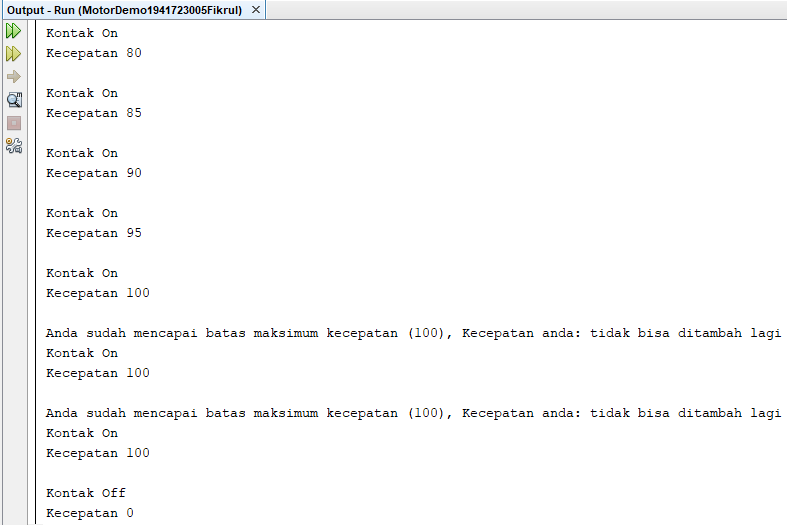 Output - Run (MotorDemo1941723005Fikrul)
Kontak On
Kecepatan 80
Kontak On
Kecepatan 85
Kontak On
Kecepatan 90
Kontak On
Kecepatan 95
Kontak On
Kecepatan 100
Anda sudah mencapai batas maksimum kecepatan (100), Kecepatan anda: tidak bisa ditambah lagi
Kontak On
Kecepatan 100
Anda sudah mencapai batas maksimum kecepatan (100), Kecepatan anda: tidak bisa ditambah lagi
Kontak On
Kecepatan 100
Kontak Off
Kecepatan 0